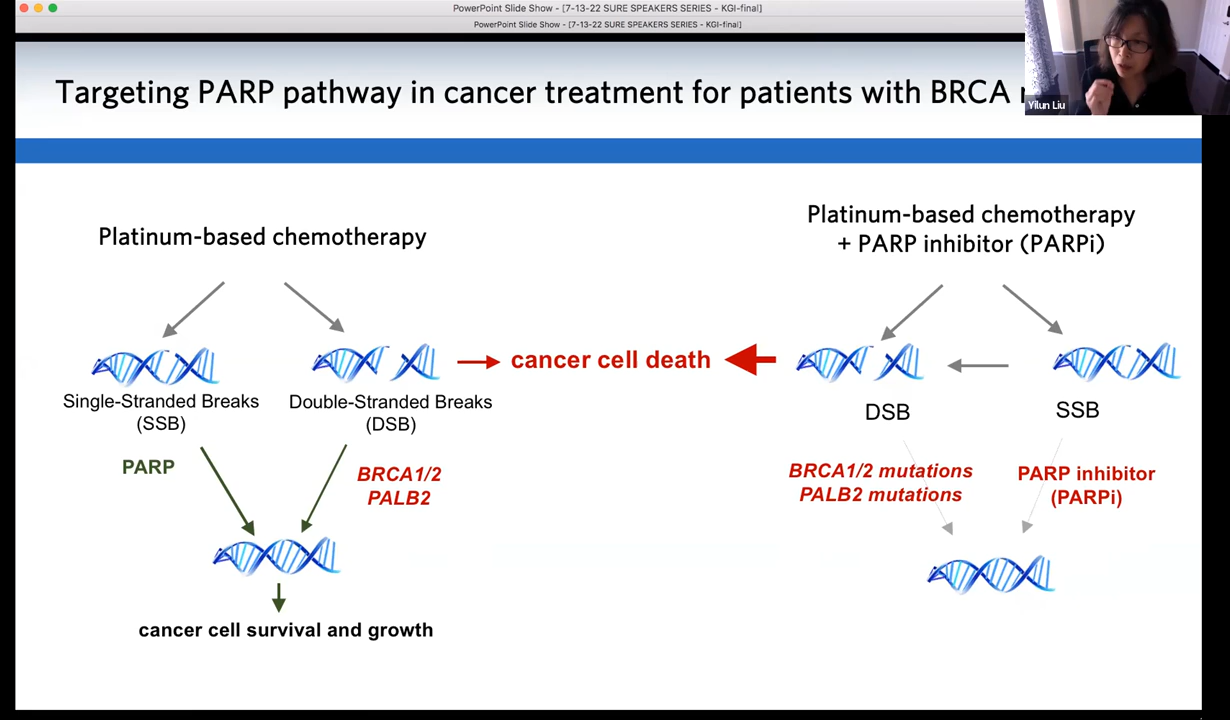 PowerPoint Slide Show - [7-13-22 SURE SPEAKERS SERIES - KGI-final]
PowerPoint Slide Show - [7-13-22 SURE SPEAKERS SERIES - KGI-final]
Targeting PARP pathway in cancer treatment for patients with BRCA
Yilun Liu
Platinum-based chemotherapy
Single-Stranded Breaks
(SSB)
Double-Stranded Breaks
(DSB)
PARP
BRCA1/2
PALB2
cancer cell survival and growth
cancer cell death
Platinum-based chemotherapy
+ PARP inhibitor (PARPi)
DSB
SSB
BRCA1/2 mutations
PALB2 mutations
PARP inhibitor
(PARPi)